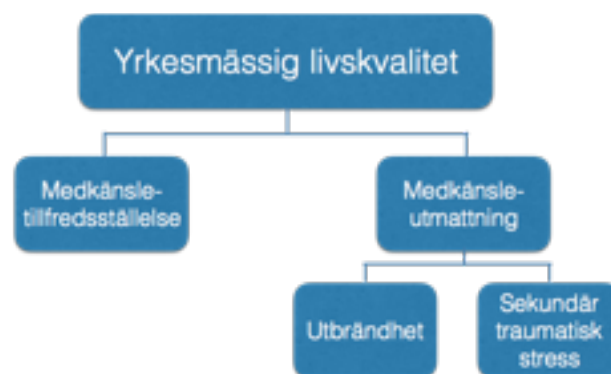 Yrkesmässig livskvalitet
Medkänsle-
tillfredsställelse
Medkänsle-
utmattning
Utbrändhet
Sekundär
traumatisk
stress